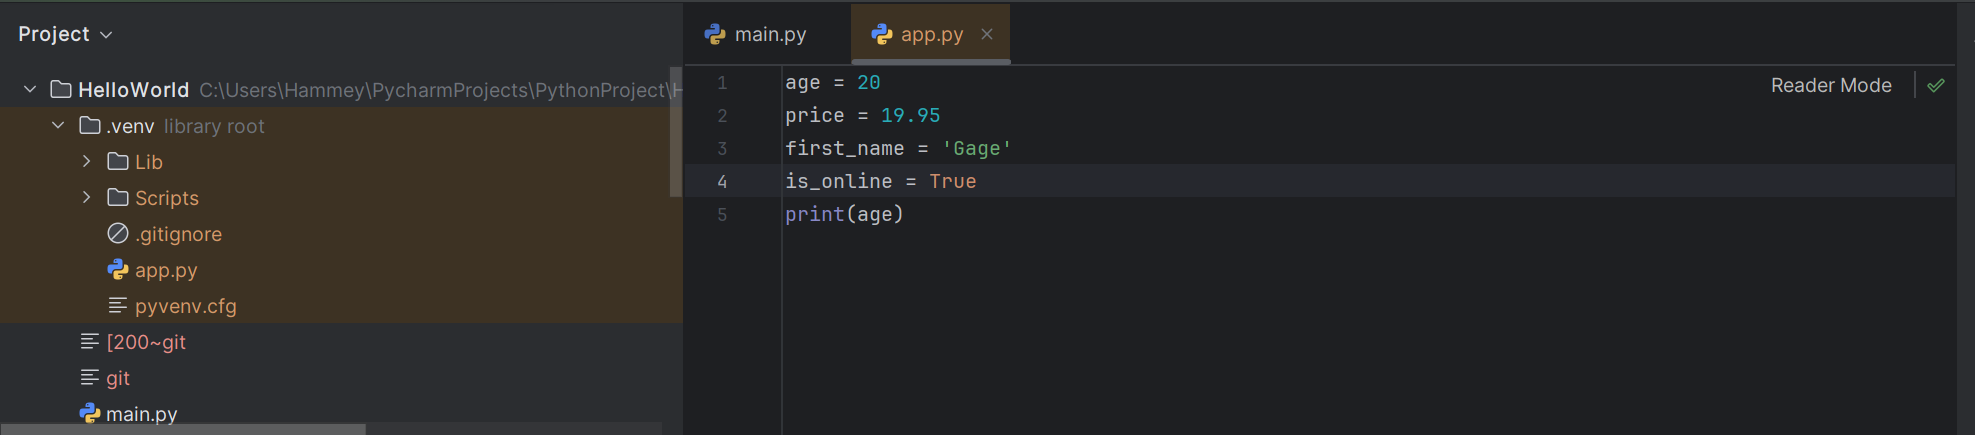 Project
HelloWorld C:\Users\Hammey\PycharmProjects\PythonProject\
.venv library root
Lib
Scripts
.gitignore
app.py
pyvenv.cfg
[200~git
git
main.py
main.py app.py
1 age = 20
2 price = 19.95
3 first_name = 'Gage'
4 is_online = True
5 print(age)
Reader Mode